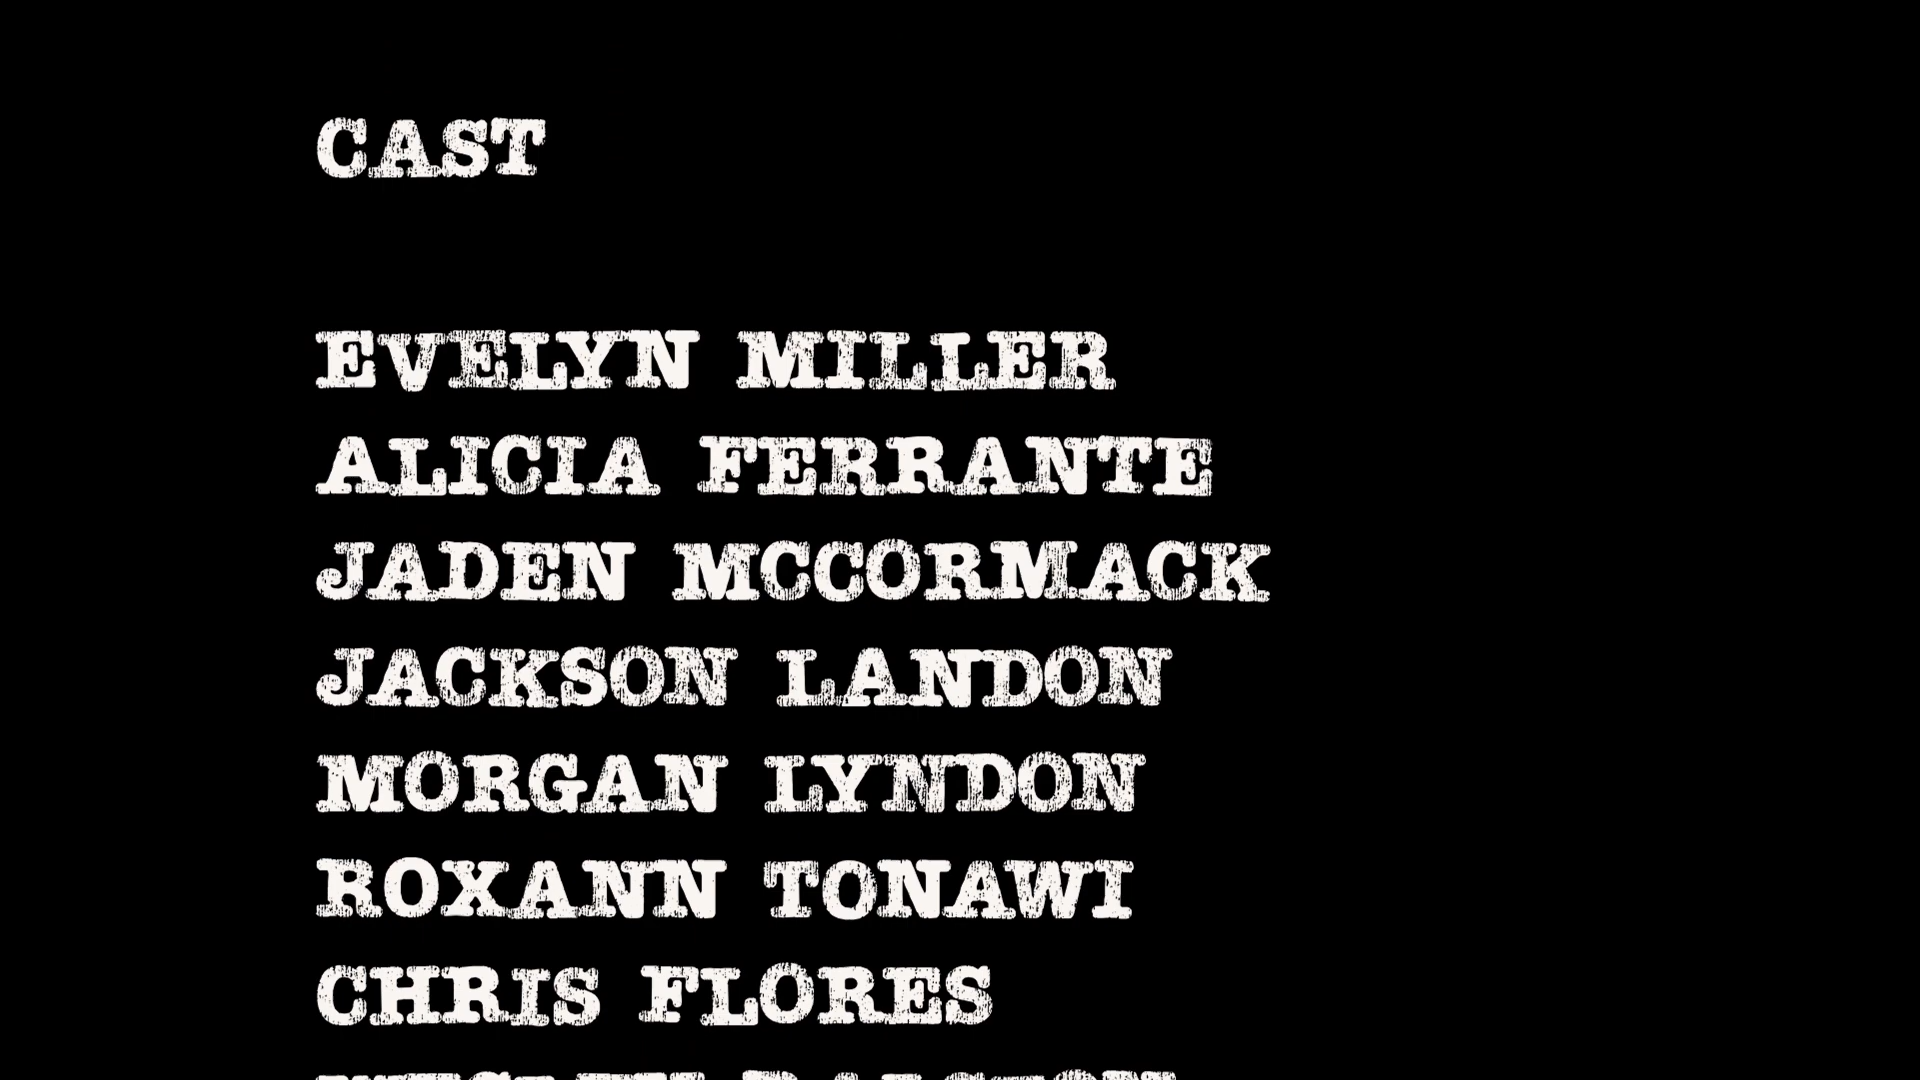 CAST
EVELYN MILLER
ALICIA FERRANTE
JADEN MCCORMACK
JACKSON LANDON
MORGAN LYNDON
ROXANN TONAWI
CHRIS FLORES